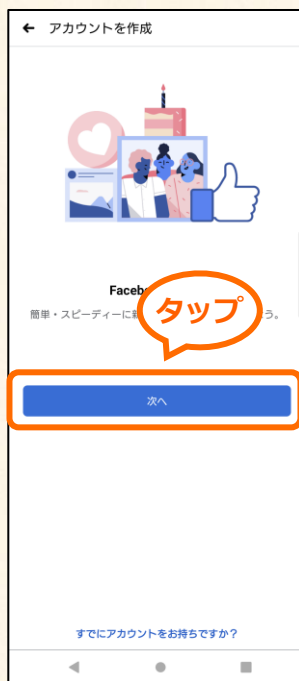 ← アカウントを作成
Faceb
簡単・スピーディーに
う。
タップ
次へ
すでにアカウントをお持ちですか？